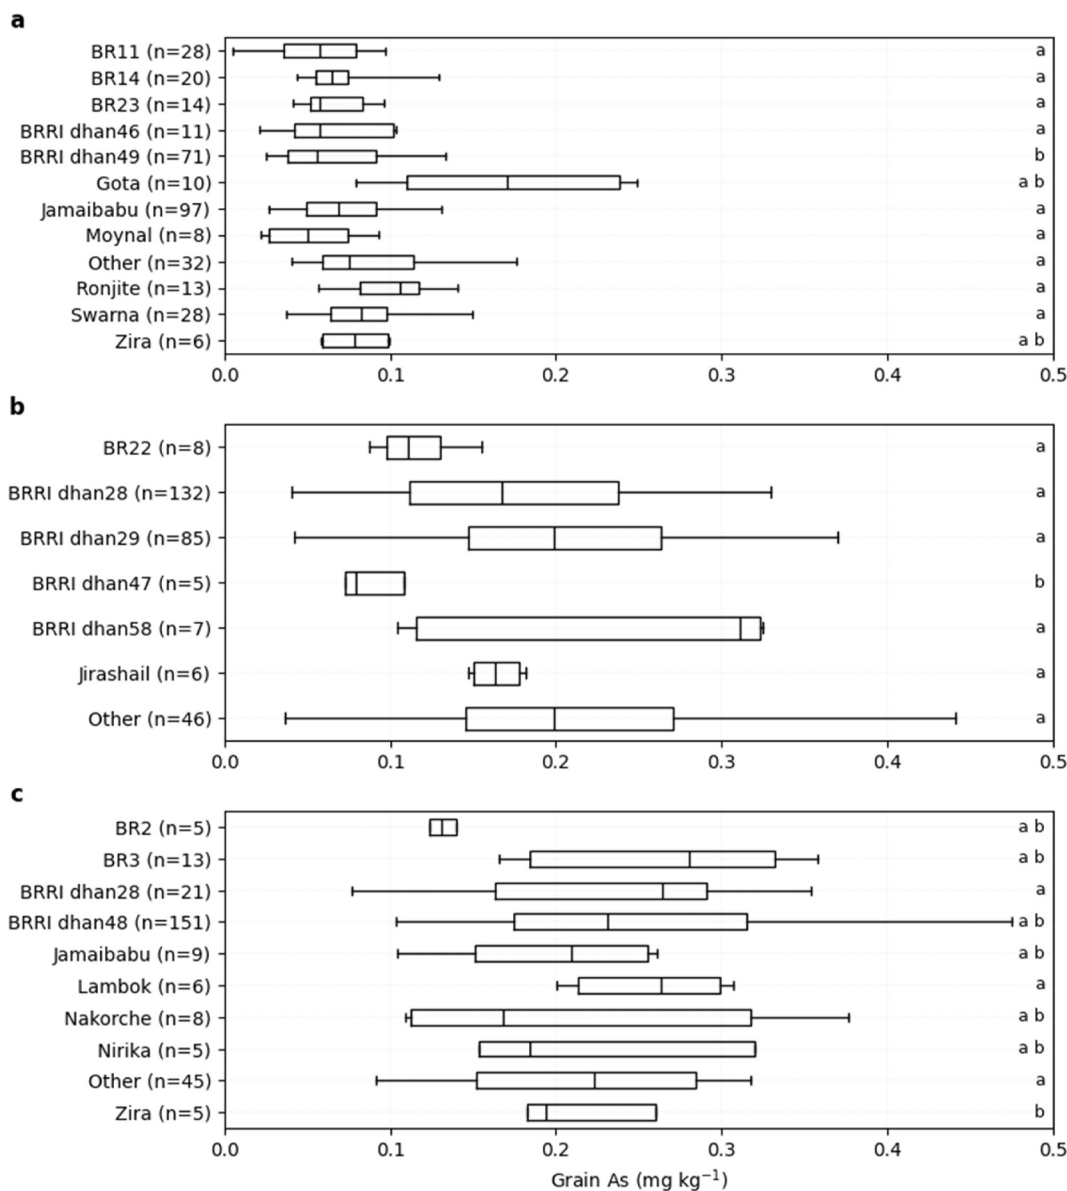 a
BR11 (n=28) a
BR14 (n=20) a
BR23 (n=14) a
BRRI dhan46 (n=11) a
BRRI dhan49 (n=71) b
Gota (n=10) a b
Jamaibabu (n=97) a
Moynal (n=8) a
Other (n=32) a
Ronjite (n=13) a
Swarna (n=28) a
Zira (n=6) a b
0.0 0.1 0.2 0.3 0.4 0.5
b
BR22 (n=8) a
BRRI dhan28 (n=132) a
BRRI dhan29 (n=85) a
BRRI dhan47 (n=5) b
BRRI dhan58 (n=7) a
Jirashail (n=6) a
Other (n=46) a
0.0 0.1 0.2 0.3 0.4 0.5
c
BR2 (n=5) a b
BR3 (n=13) a b
BRRI dhan28 (n=21) a
BRRI dhan48 (n=151) a b
Jamaibabu (n=9) a b
Lambok (n=6) a
Nakorche (n=8) a b
Nirika (n=5) a b
Other (n=45) a
Zira (n=5) b
0.0 0.1 0.2 0.3 0.4 0.5
Grain As (mg kg⁻¹)